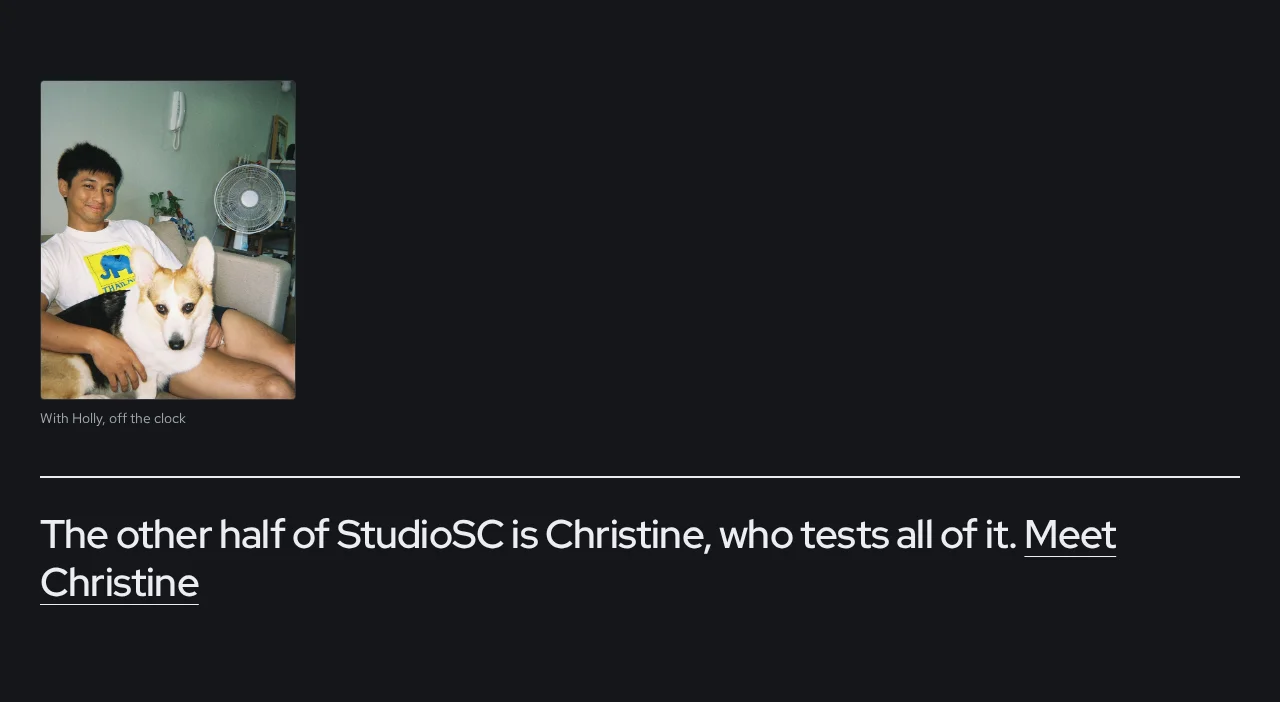 THAILAND
With Holly, off the clock
The other half of StudioSC is Christine, who tests all of it. Meet
Christine